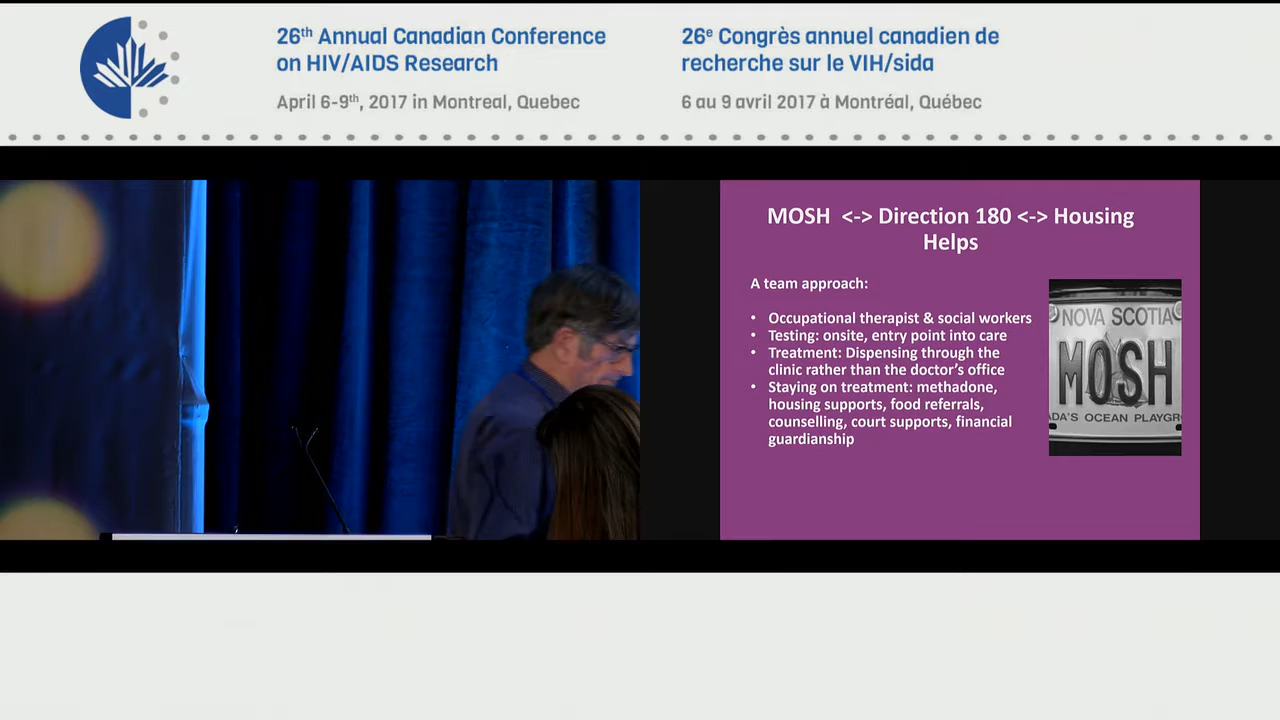 26th Annual Canadian Conference
on HIV/AIDS Research
April 6-9th, 2017 in Montreal, Quebec
26e Congrès annuel canadien de
recherche sur le VIH/sida
6 au 9 avril 2017 à Montréal, Québec
MOSH <-> Direction 180 <-> Housing
Helps
A team approach:
• Occupational therapist & social workers
• Testing: onsite, entry point into care
• Treatment: Dispensing through the
clinic rather than the doctor's office
• Staying on treatment: methadone,
housing supports, food referrals,
counselling, court supports, financial
guardianship
NOVA SCOTIA
MOSH
DA'S OCEAN PLAYGR